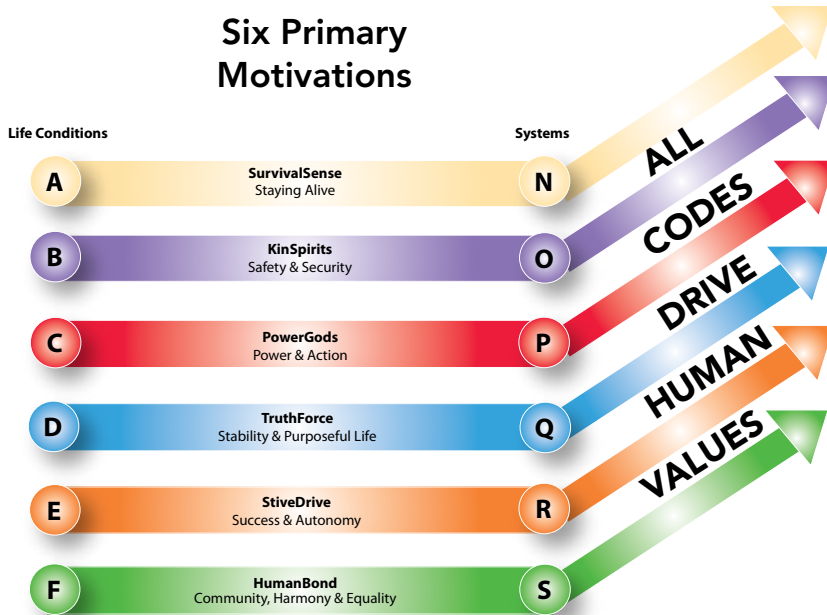 Six Primary
Motivations
Life Conditions
Systems
A
SurvivalSense
Staying Alive
N
B
KinSpirits
Safety & Security
O
C
PowerGods
Power & Action
P
D
TruthForce
Stability & Purposeful Life
Q
E
StiveDrive
Success & Autonomy
R
F
HumanBond
Community, Harmony & Equality
S
ALL
CODES
DRIVE
HUMAN
VALUES